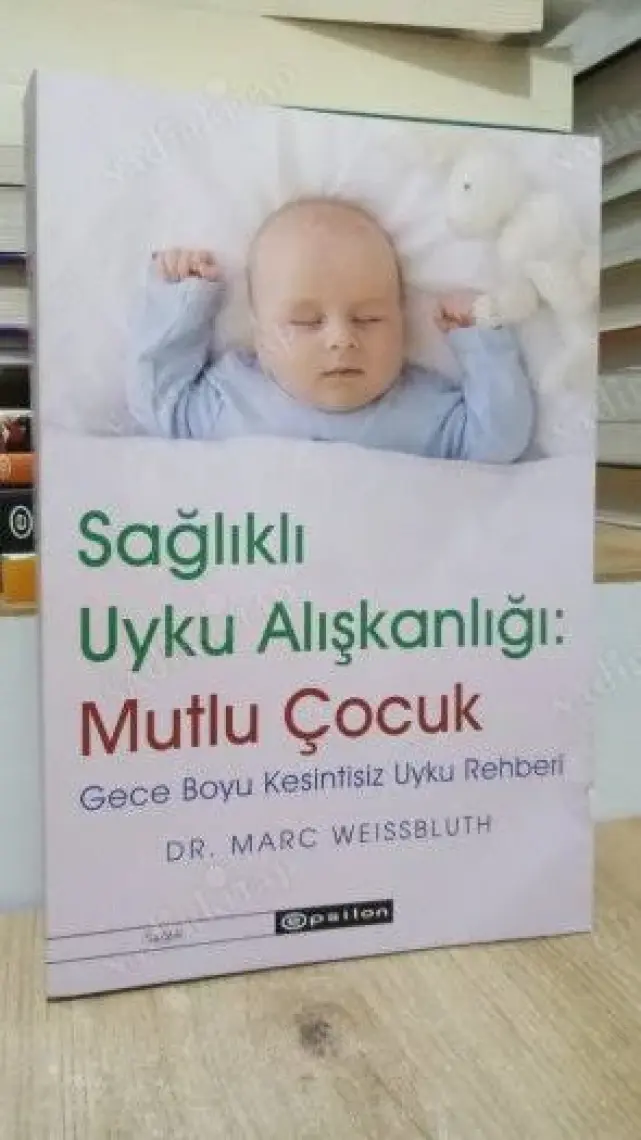 Sağlıklı
Uyku Alışkanlığı:
Mutlu Çocuk
Gece Boyu Kesintisiz Uyku Rehberi
DR. MARC WEISSBLUTH
epsilon